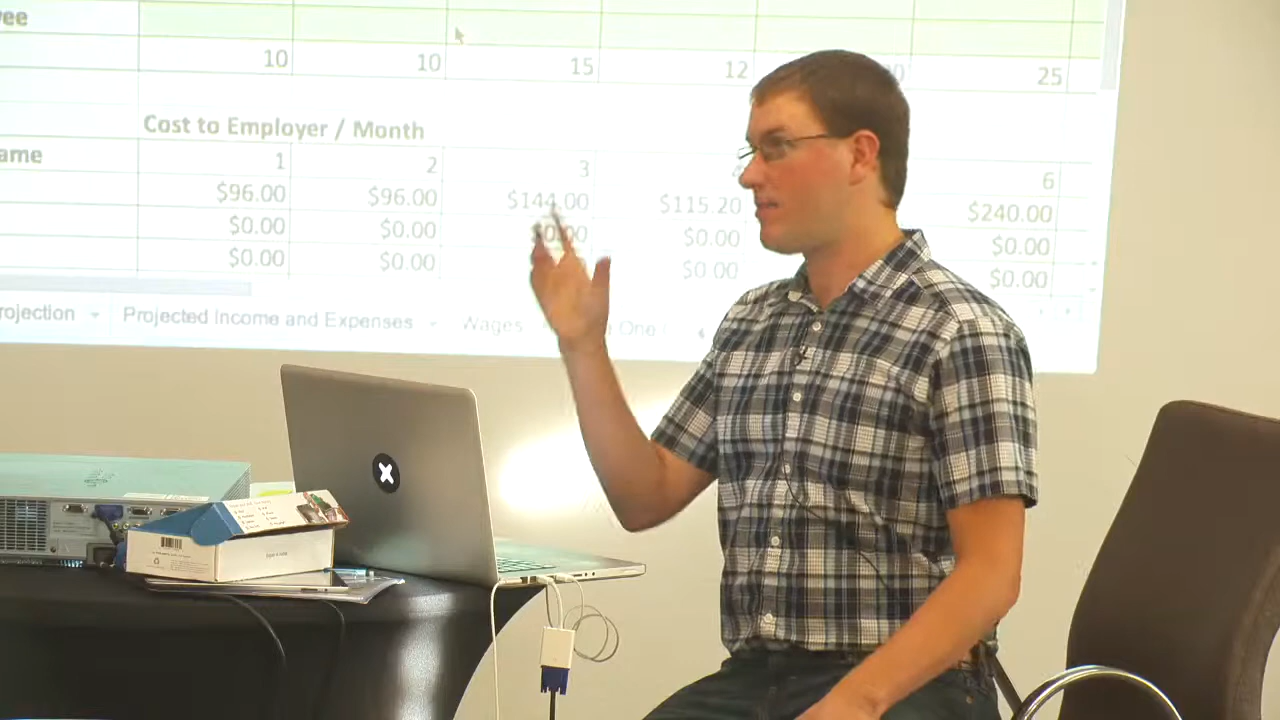 ee
10 10 15 12 25
Cost to Employer / Month
ame 1 2 3 6
$96.00 $96.00 $144.00 $115.20 $240.00
$0.00 $0.00 $0.00 $0.00 $0.00
$0.00 $0.00 $0.00 $0.00
rojection Projected Income and Expenses Wages One